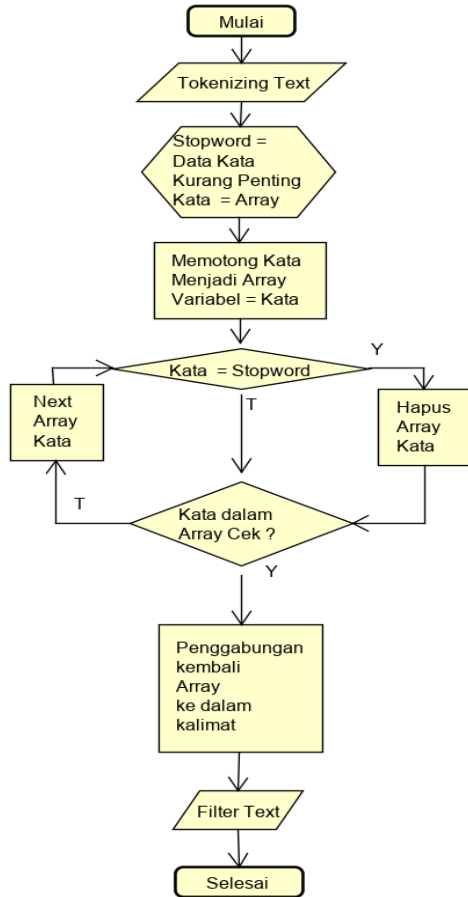 Mulai
Tokenizing Text
Stopword =
Data Kata
Kurang Penting
Kata = Array
Memotong Kata
Menjadi Array
Variabel = Kata
Kata = Stopword
Y
T
Next
Array
Kata
Hapus
Array
Kata
T
Kata dalam
Array Cek ?
Y
Penggabungan
kembali
Array
ke dalam
kalimat
Filter Text
Selesai